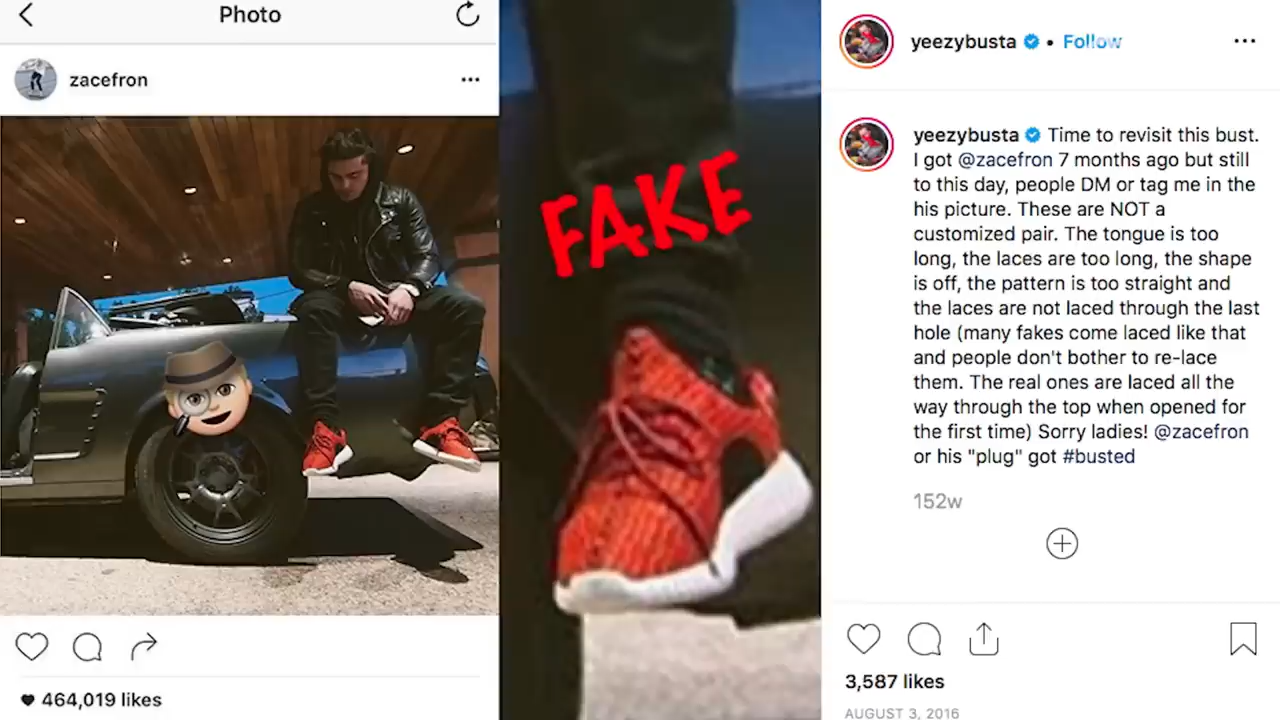 Photo
zacefron
464,019 likes
FAKE
yeezybusta • Follow
yeezybusta Time to revisit this bust.
I got @zacefron 7 months ago but still
to this day, people DM or tag me in the
his picture. These are NOT a
customized pair. The tongue is too
long, the laces are too long, the shape
is off, the pattern is too straight and
the laces are not laced through the last
hole (many fakes come laced like that
and people don't bother to re-lace
them. The real ones are laced all the
way through the top when opened for
the first time) Sorry ladies! @zacefron
or his "plug" got #busted
152w
3,587 likes
AUGUST 3, 2016